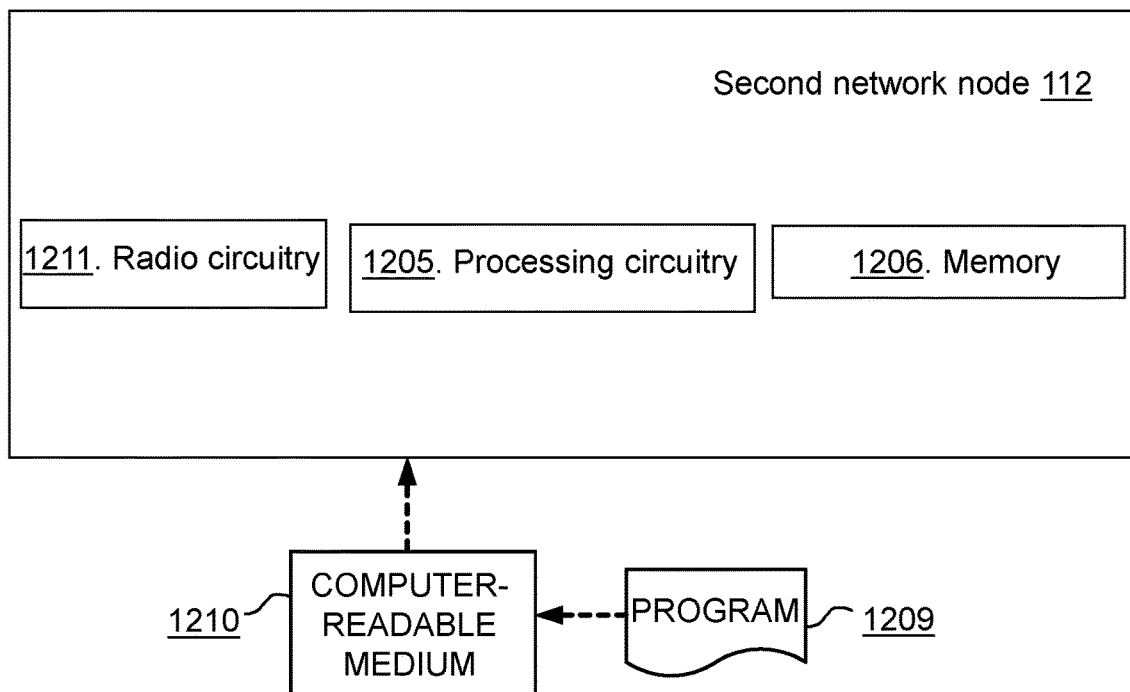 Second network node 112
1211. Radio circuitry
1205. Processing circuitry
1206. Memory
COMPUTER-
READABLE
MEDIUM
1210
PROGRAM
1209